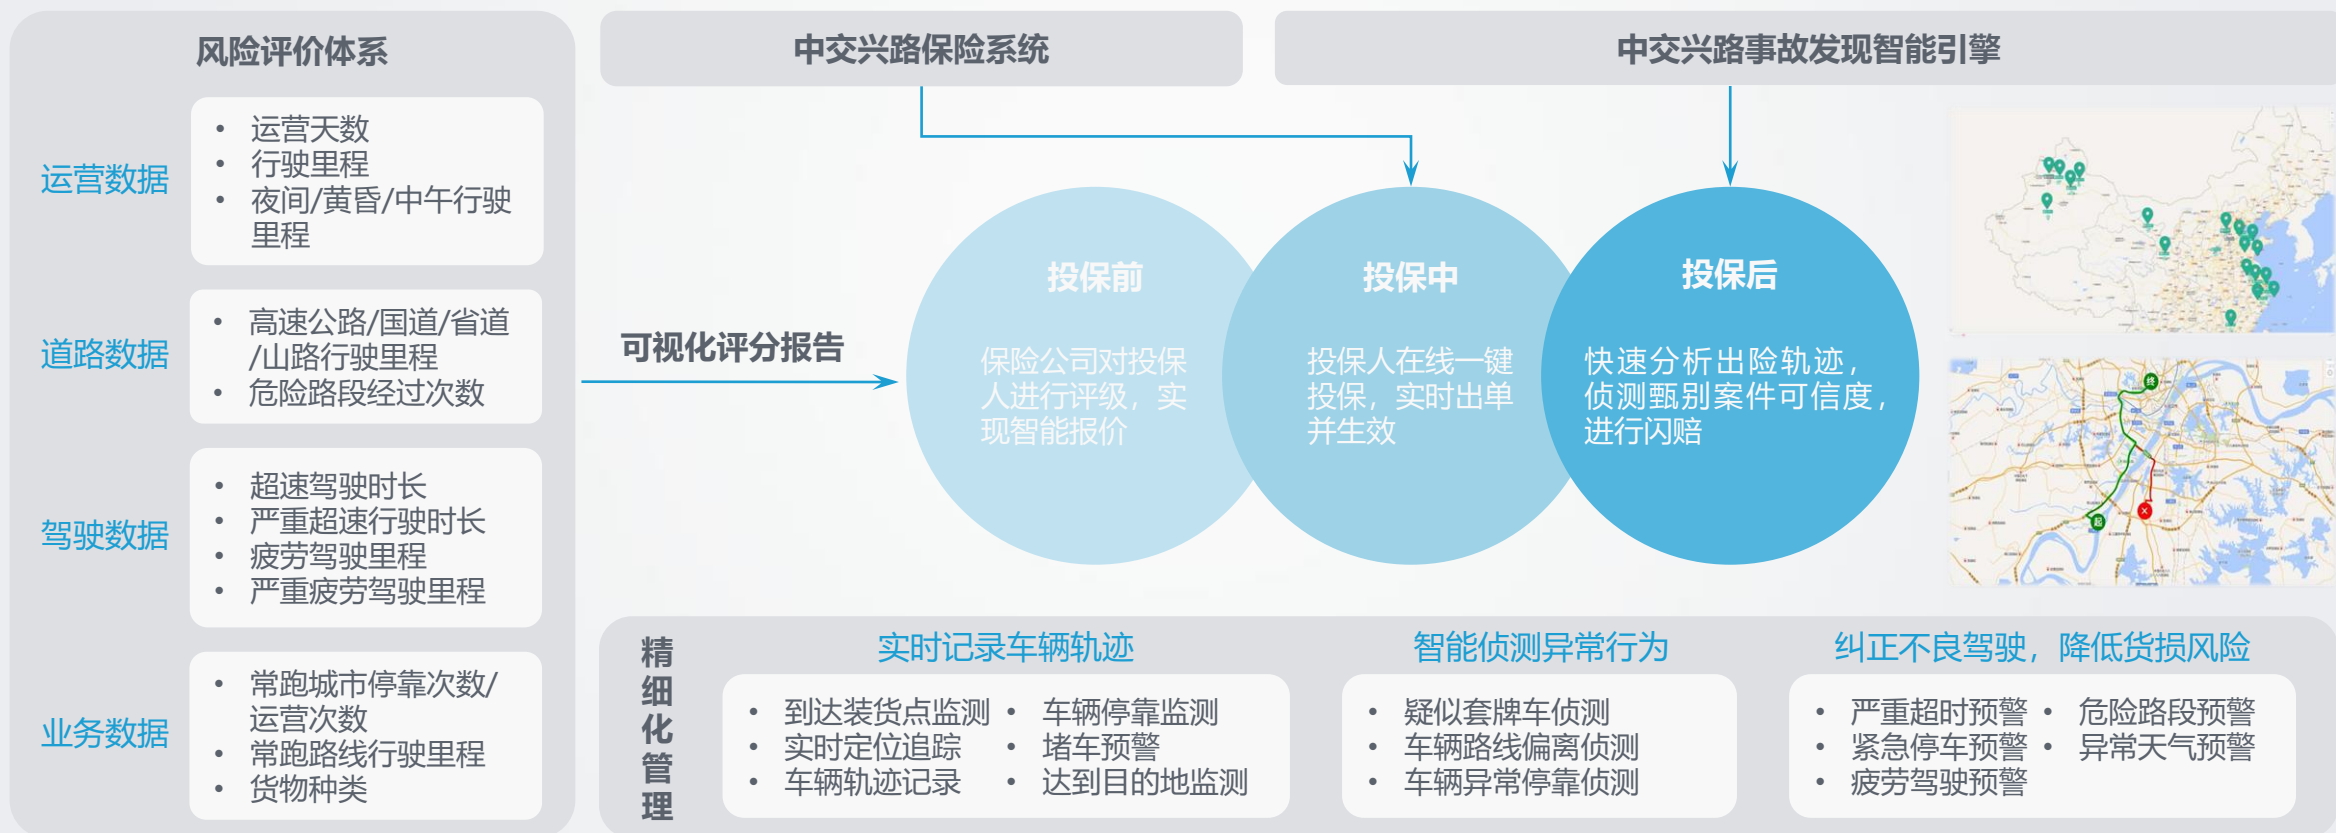 风险评价体系
运营数据
• 运营天数
• 行驶里程
• 夜间/黄昏/中午行驶
里程
道路数据
• 高速公路/国道/省道
/山路行驶里程
• 危险路段经过次数
驾驶数据
• 超速驾驶时长
• 严重超速行驶时长
• 疲劳驾驶里程
• 严重疲劳驾驶里程
业务数据
• 常跑城市停靠次数/
运营次数
• 常跑路线行驶里程
• 货物种类
中交兴路保险系统
中交兴路事故发现智能引擎
可视化评分报告
投保前
保险公司对投保
人进行评级，实
现智能报价
投保中
投保人在线一键
投保，实时出单
并生效
投保后
快速分析出险轨迹，
侦测甄别案件可信度，
进行闪赔
终
起
精
细
化
管
理
实时记录车辆轨迹
• 到达装货点监测
• 实时定位追踪
• 车辆轨迹记录
• 车辆停靠监测
• 堵车预警
• 达到目的地监测
智能侦测异常行为
• 疑似套牌车侦测
• 车辆路线偏离侦测
• 车辆异常停靠侦测
纠正不良驾驶，降低货损风险
• 严重超时预警
• 紧急停车预警
• 疲劳驾驶预警
• 危险路段预警
• 异常天气预警